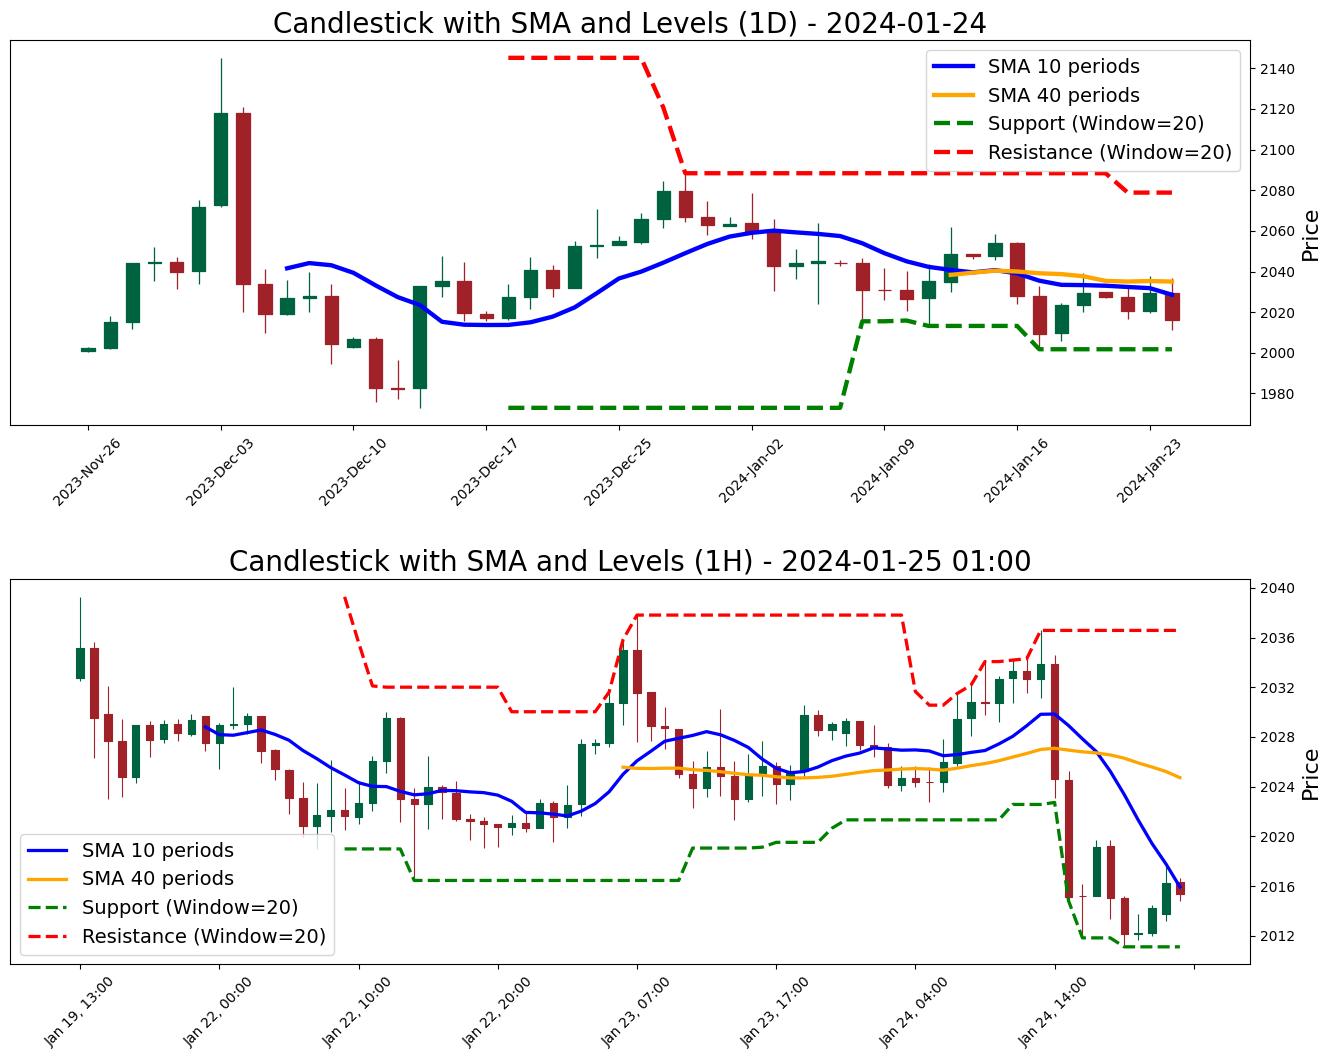 Candlestick with SMA and Levels (1D) - 2024-01-24
SMA 10 periods
SMA 40 periods
Support (Window=20)
Resistance (Window=20)
2140
2120
2100
2080
2060
2040
2020
2000
1980
Price
2023-Nov-26
2023-Dec-03
2023-Dec-10
2023-Dec-17
2023-Dec-25
2024-Jan-02
2024-Jan-09
2024-Jan-16
2024-Jan-23
Candlestick with SMA and Levels (1H) - 2024-01-25 01:00
2040
2036
2032
2028
2024
2020
2016
2012
Price
SMA 10 periods
SMA 40 periods
Support (Window=20)
Resistance (Window=20)
Jan 19, 13:00
Jan 22, 00:00
Jan 22, 10:00
Jan 22, 20:00
Jan 23, 07:00
Jan 23, 17:00
Jan 24, 04:00
Jan 24, 14:00